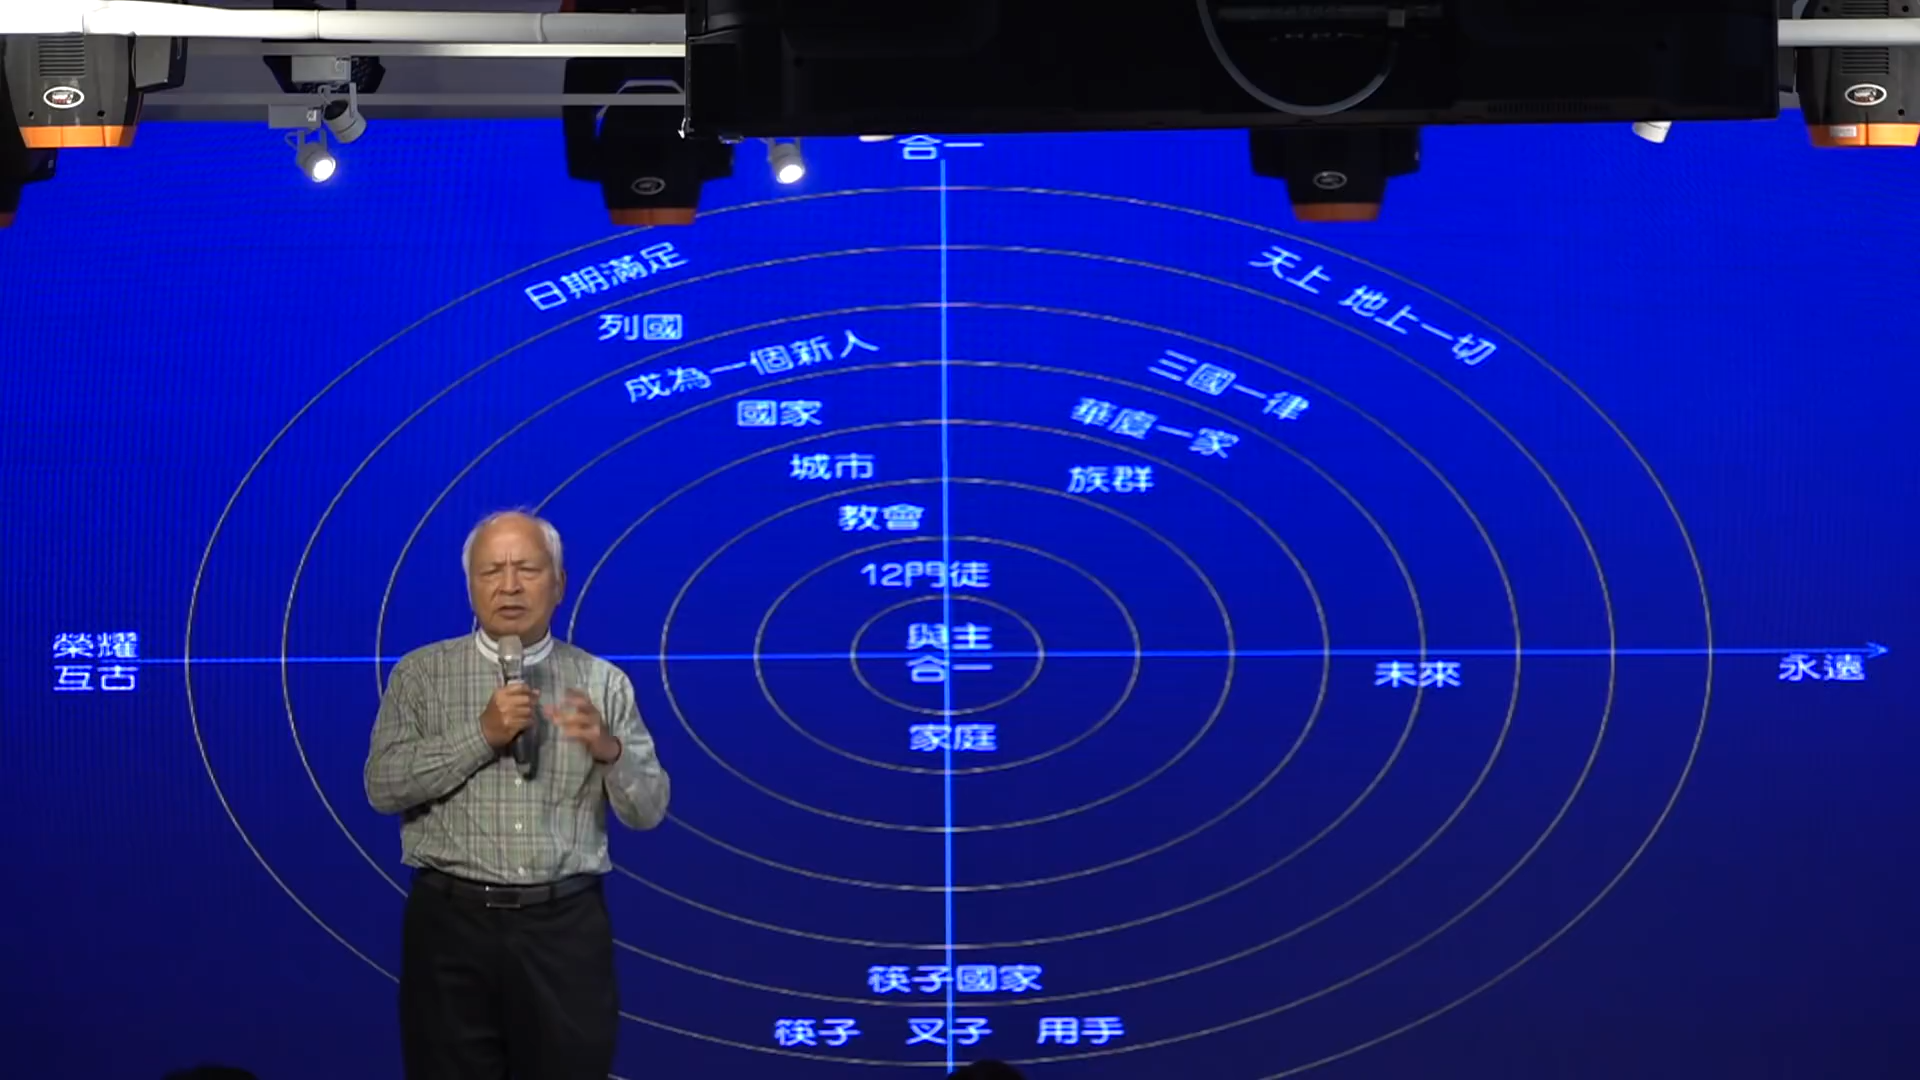 合一
日期滿足
天上 地上一切
列國
成為一個新人
三國一律
國家
華廈一家
城市
族群
教會
12門徒
與主
合一
榮耀
亙古
未來
永遠
家庭
筷子國家
筷子 叉子 用手